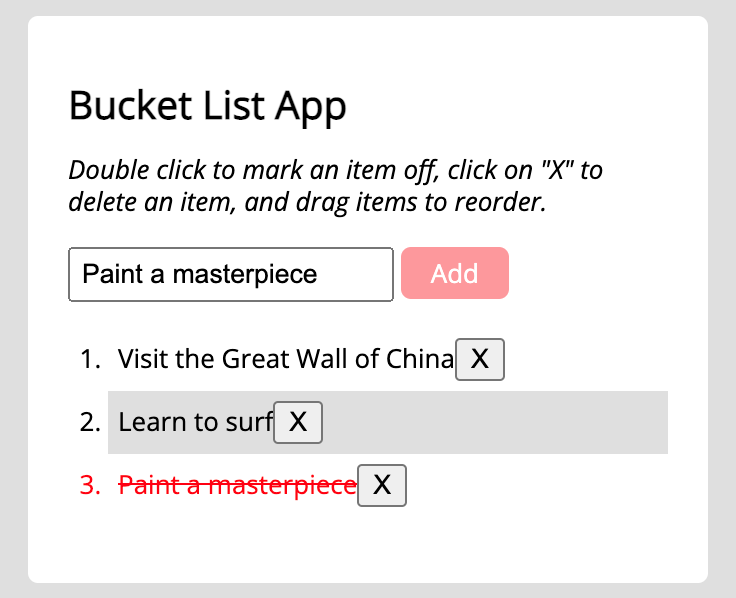 Bucket List App
Double click to mark an item off, click on "X" to
delete an item, and drag items to reorder.
Paint a masterpiece Add
1. Visit the Great Wall of China X
2. Learn to surf X
3. Paint a masterpiece X